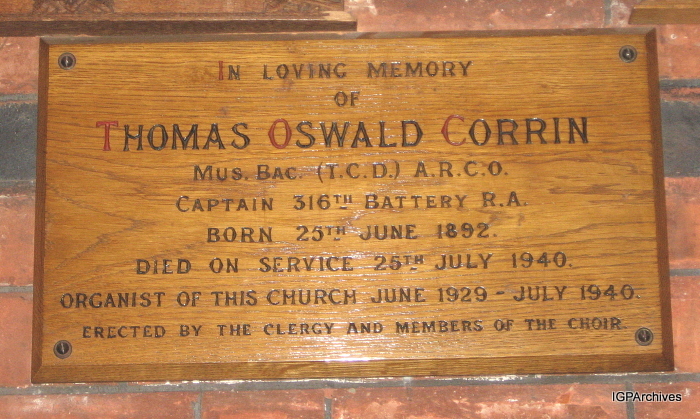 IN LOVING MEMORY
OF
THOMAS OSWALD CORRIN
MUS. BAC. (T.C.D.) A.R.C.O.
CAPTAIN 316TH BATTERY R.A.
BORN 25TH JUNE 1892.
DIED ON SERVICE 25TH JULY 1940.
ORGANIST OF THIS CHURCH JUNE 1929 - JULY 1940.
ERECTED BY THE CLERGY AND MEMBERS OF THE CHOIR.
IGPArchives